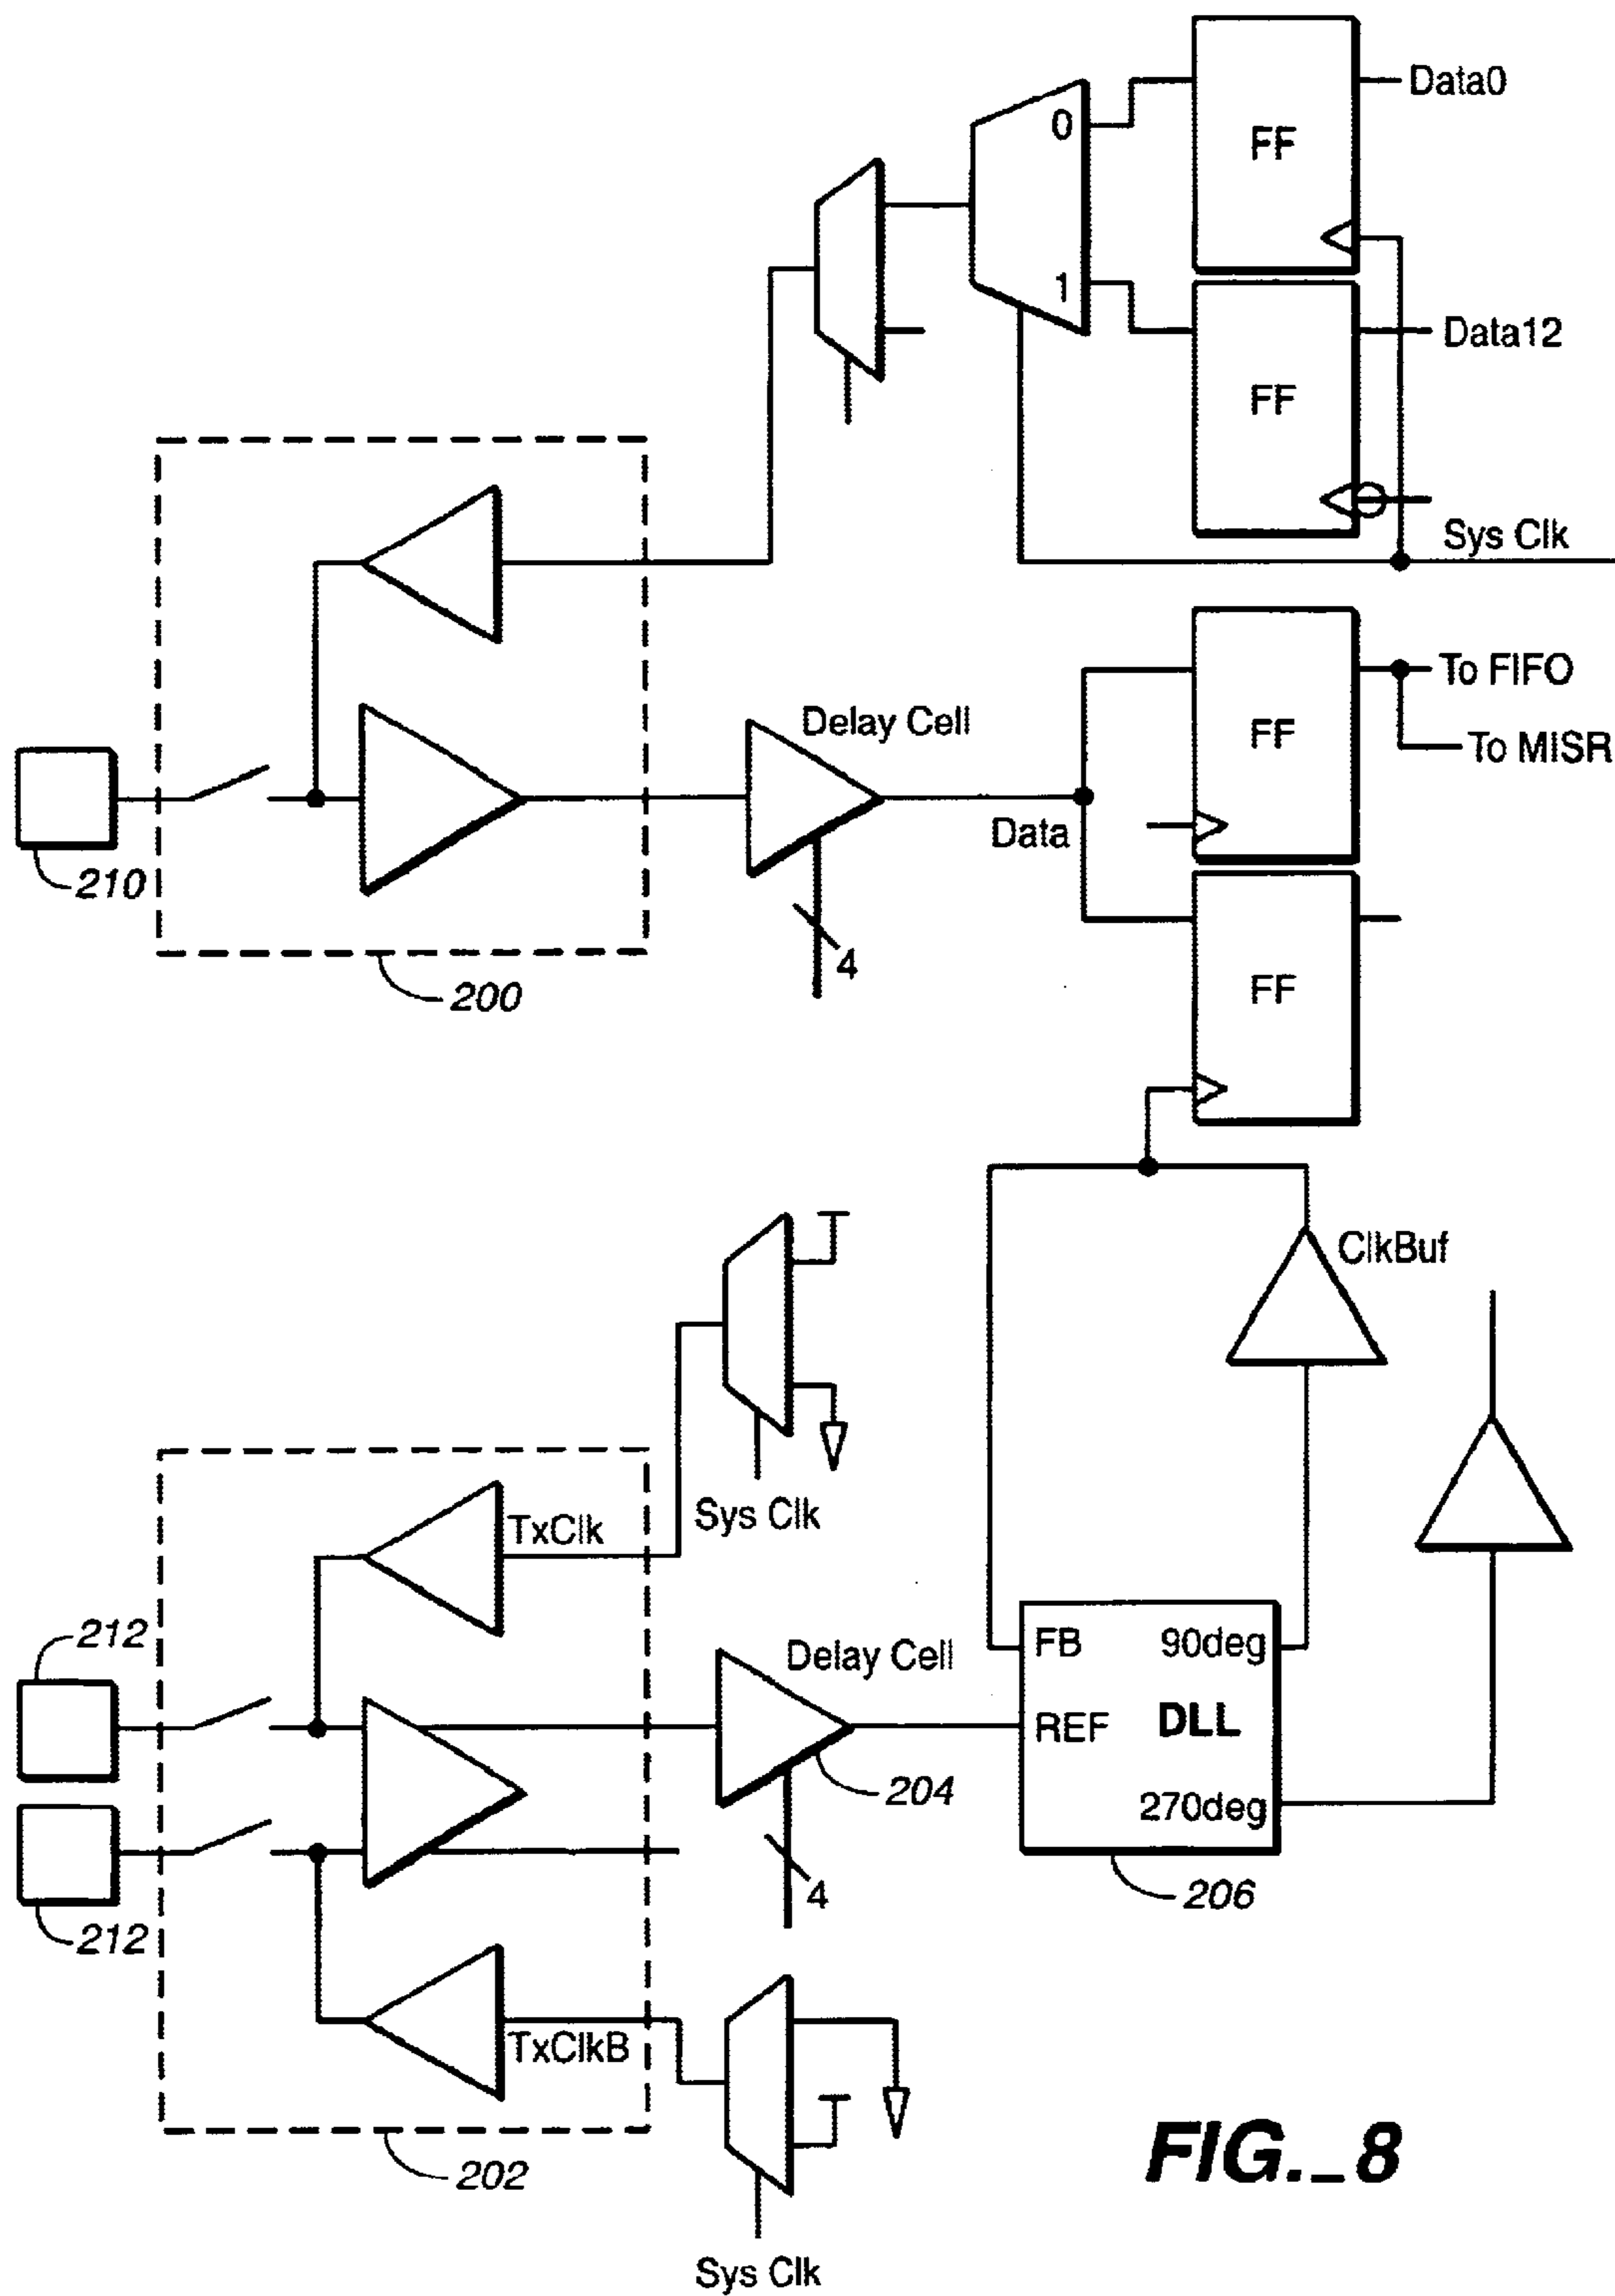 Data0
0
FF
1
Data12
FF
Sys Clk
To FIFO
FF
Delay Cell
To MISR
Data
210
4
200
FF
ClkBuf
Sys Clk
TxClk
212
FB
90deg
Delay Cell
REF
DLL
204
270deg
4
206
212
TxClkB
202
FIG._8
Sys Clk